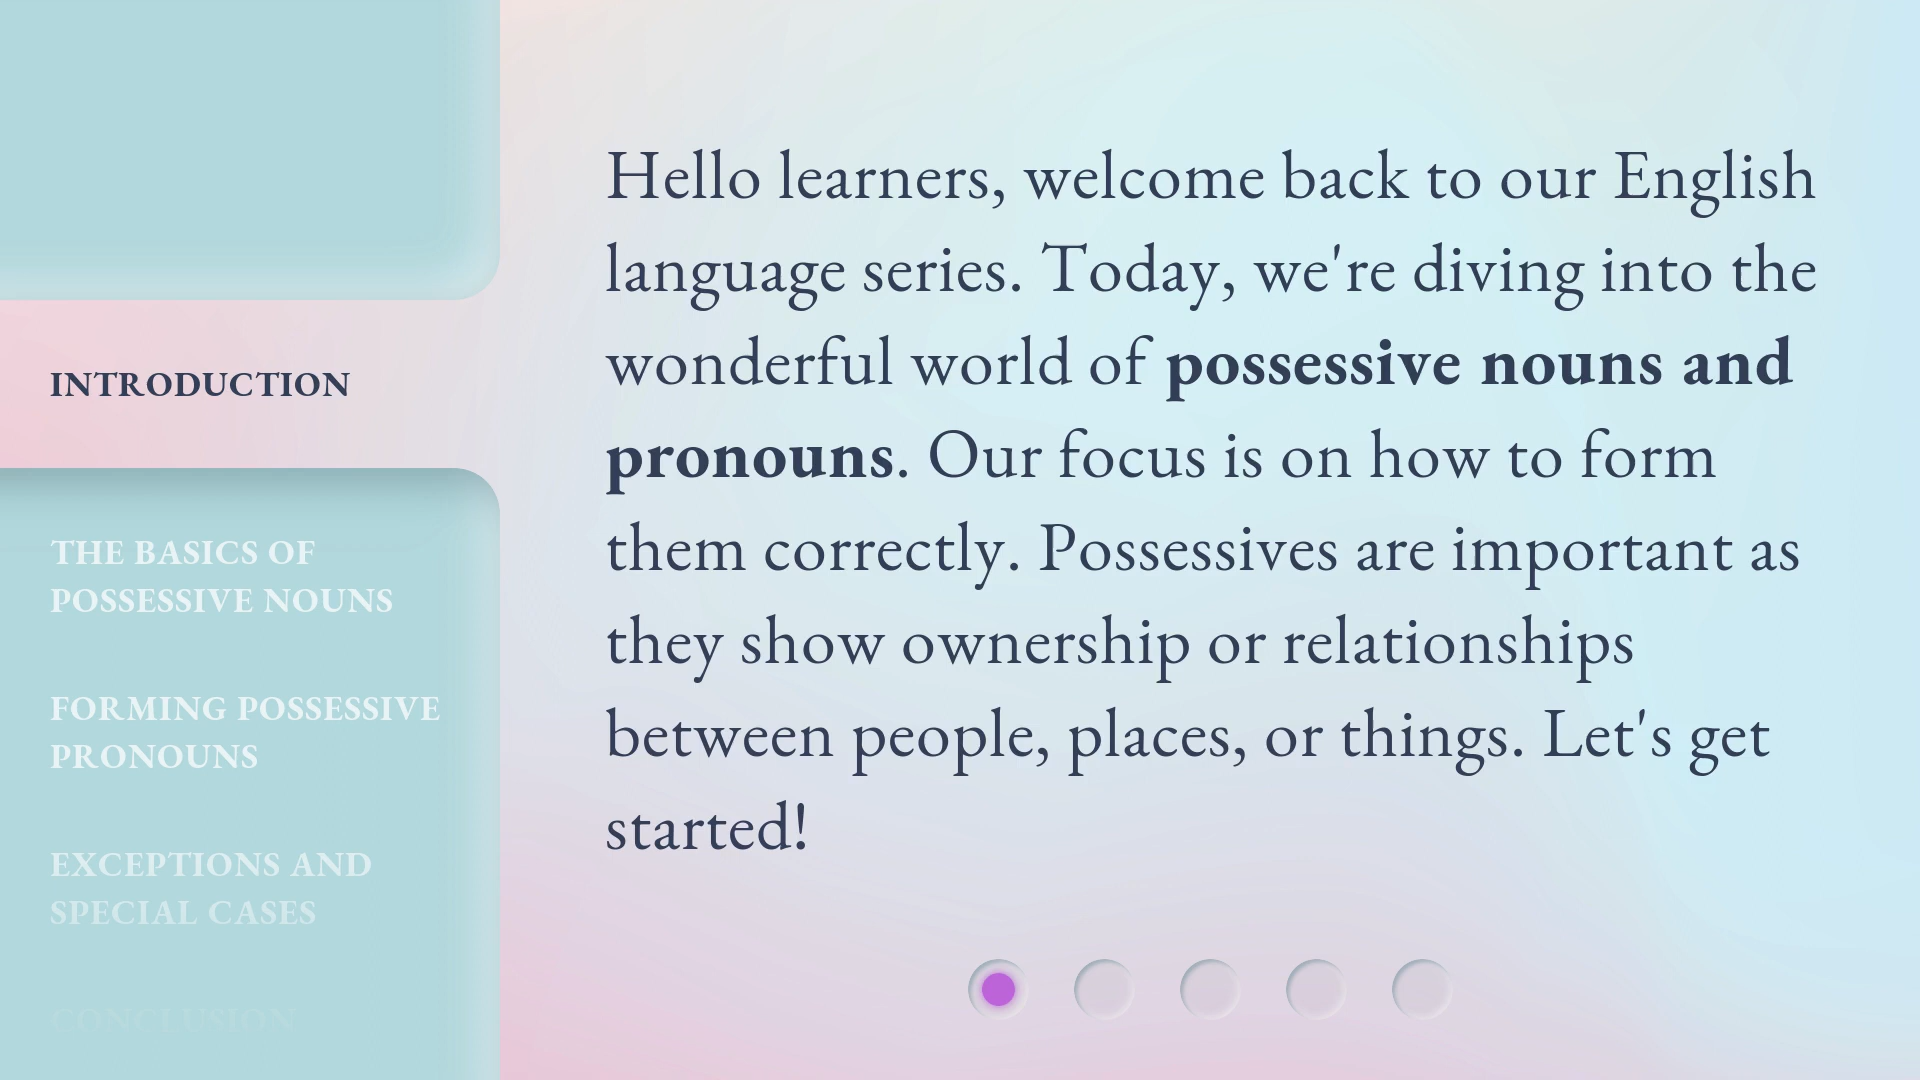 INTRODUCTION
THE BASICS OF
POSSESSIVE NOUNS
FORMING POSSESSIVE
PRONOUNS
EXCEPTIONS AND
SPECIAL CASES
CONCLUSION
Hello learners, welcome back to our English
language series. Today, we're diving into the
wonderful world of possessive nouns and
pronouns. Our focus is on how to form
them correctly. Possessives are important as
they show ownership or relationships
between people, places, or things. Let's get
started!